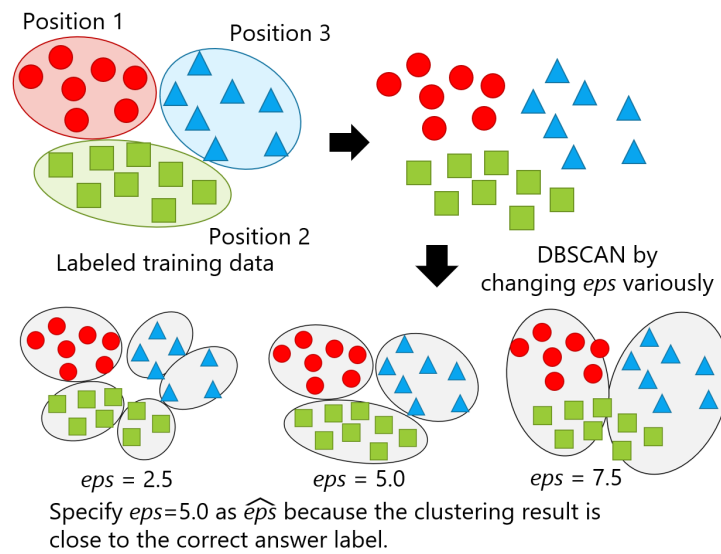 Position 1
Position 3
Position 2
Labeled training data
DBSCAN by
changing eps variously
eps = 2.5
eps = 5.0
eps = 7.5
Specify eps=5.0 as $\widehat{eps}$ because the clustering result is
close to the correct answer label.